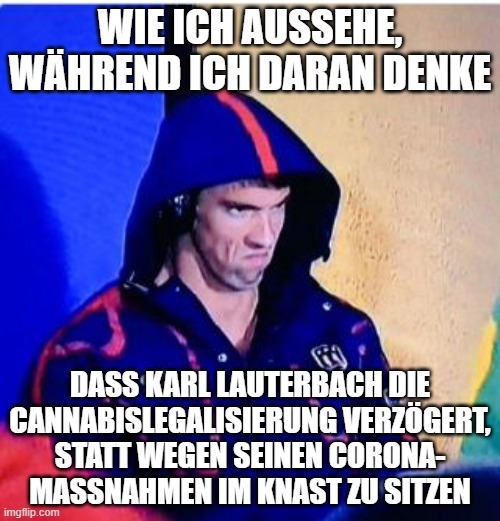 WIE ICH AUSSEHE,
WÄHREND ICH DARAN DENKE
DASS KARL LAUTERBACH DIE
CANNABISLEGALISIERUNG VERZÖGERT,
STATT WEGEN SEINEN CORONA-
MASSNAHMEN IM KNAST ZU SITZEN
imgflip.com